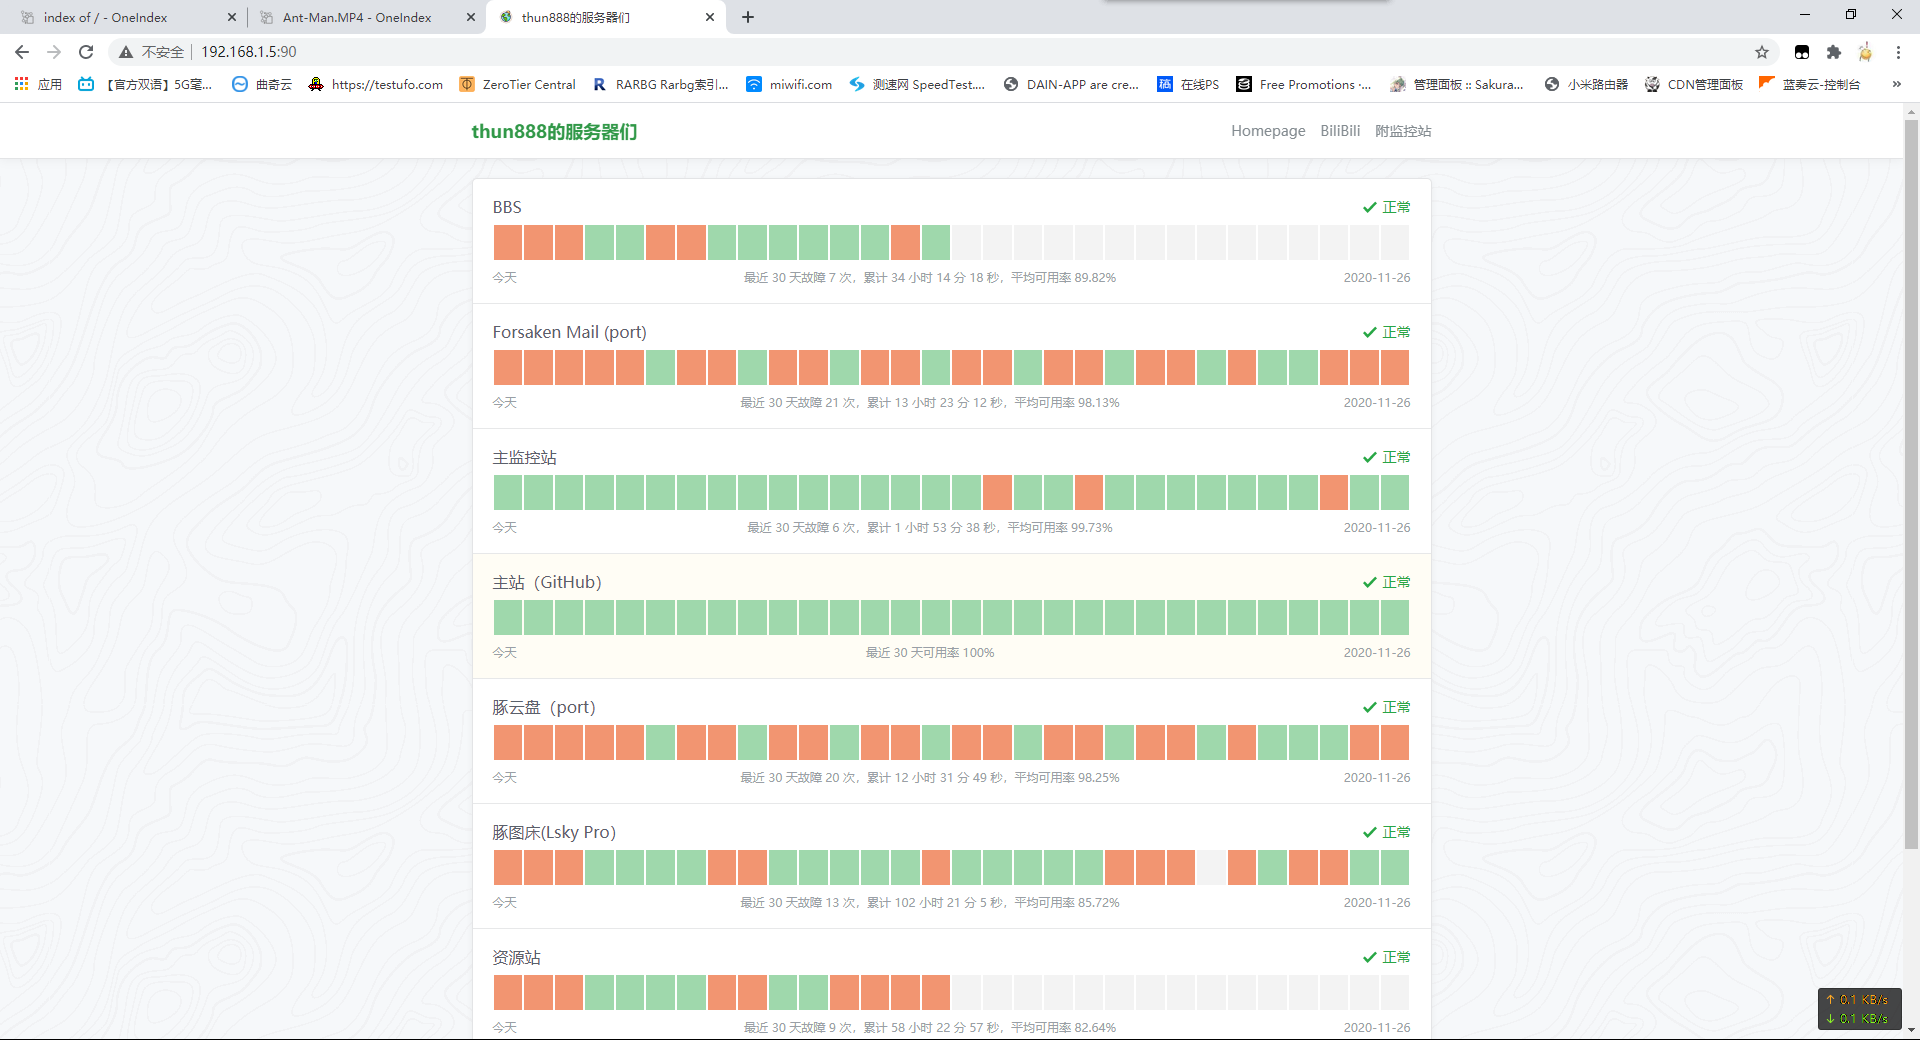 index of / - OneIndex
Ant-Man.MP4 - OneIndex
thun888的服务器们
不安全
192.168.1.5:90
应用
【官方双语】5G毫...
曲奇云
https://testufo.com
ZeroTier Central
RARBG Rarbg索引...
miwifi.com
测速网 SpeedTest....
DAIN-APP are cre...
在线PS
Free Promotions ·...
管理面板 :: Sakura...
小米路由器
CDN管理面板
蓝奏云-控制台
»
thun888的服务器们
Homepage BiliBili 附监控站
BBS 正常
今天 最近 30 天故障 7 次，累计 34 小时 14 分 18 秒，平均可用率 89.82% 2020-11-26
Forsaken Mail (port) 正常
今天 最近 30 天故障 21 次，累计 13 小时 23 分 12 秒，平均可用率 98.13% 2020-11-26
主监控站 正常
今天 最近 30 天故障 6 次，累计 1 小时 53 分 38 秒，平均可用率 99.73% 2020-11-26
主站（GitHub） 正常
今天 最近 30 天可用率 100% 2020-11-26
豚云盘（port） 正常
今天 最近 30 天故障 20 次，累计 12 小时 31 分 49 秒，平均可用率 98.25% 2020-11-26
豚图床(Lsky Pro） 正常
今天 最近 30 天故障 13 次，累计 102 小时 21 分 5 秒，平均可用率 85.72% 2020-11-26
资源站 正常
今天 最近 30 天故障 9 次，累计 58 小时 22 分 57 秒，平均可用率 82.64% 2020-11-26
↑ 0.1 KB/s
↓ 0.1 KB/s